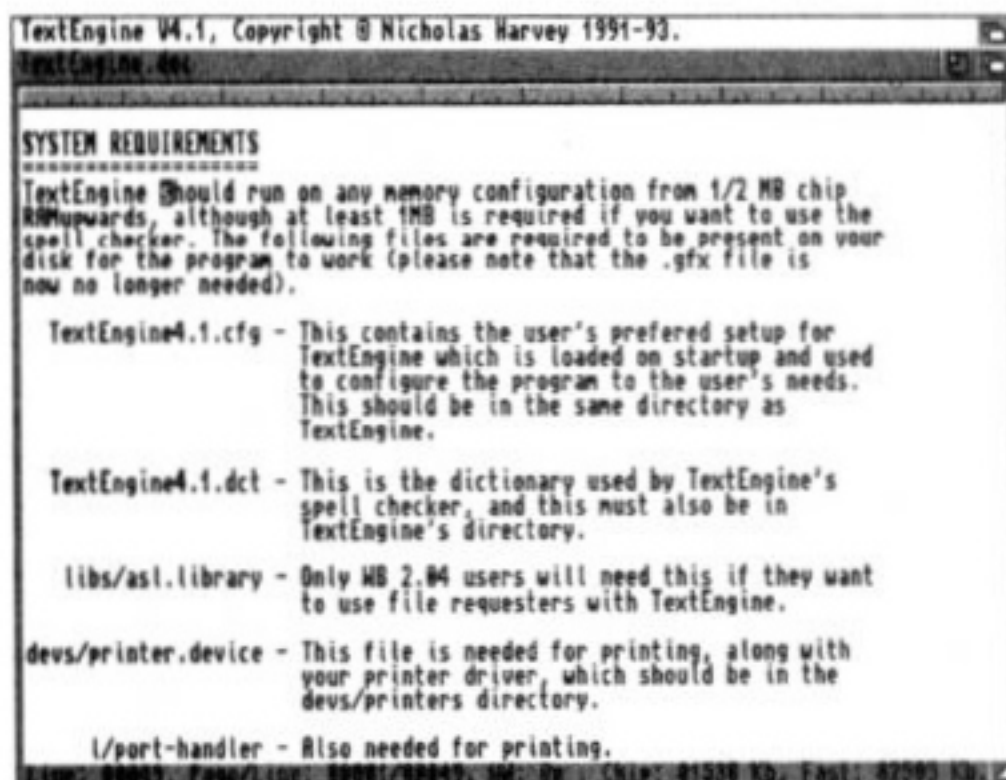 TextEngine V4.1, Copyright © Nicholas Harvey 1991-93.
TextEngine.doc
SYSTEM REQUIREMENTS
===================
TextEngine Should run on any memory configuration from 1/2 MB chip
RAMupwards, although at least 1MB is required if you want to use the
spell checker. The following files are required to be present on your
disk for the program to work (please note that the .gfx file is
now no longer needed).
TextEngine4.1.cfg - This contains the user's prefered setup for
TextEngine which is loaded on startup and used
to configure the program to the user's needs.
This should be in the same directory as
TextEngine.
TextEngine4.1.dct - This is the dictionary used by TextEngine's
spell checker, and this must also be in
TextEngine's directory.
libs/asl.library - Only WB 2.04 users will need this if they want
to use file requesters with TextEngine.
devs/printer.device - This file is needed for printing, along with
your printer driver, which should be in the
devs/printers directory.
l/port-handler - Also needed for printing.